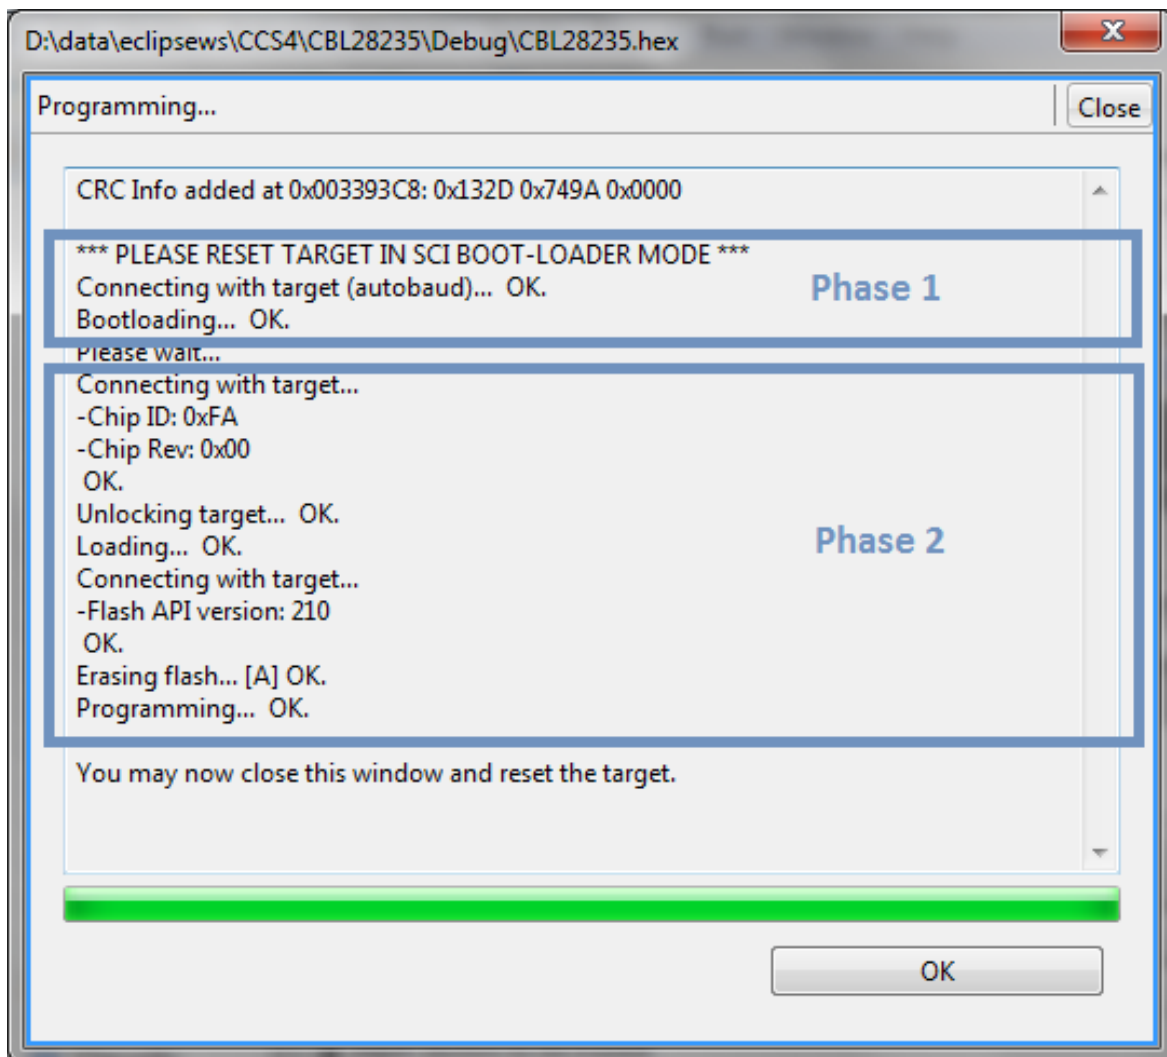 D:\data\eclipsews\CCS4\CBL28235\Debug\CBL28235.hex
Programming...
Close
CRC Info added at 0x003393C8: 0x132D 0x749A 0x0000
*** PLEASE RESET TARGET IN SCI BOOT-LOADER MODE ***
Connecting with target (autobaud)... OK.
Phase 1
Bootloading... OK.
Please wait...
Connecting with target...
-Chip ID: 0xFA
-Chip Rev: 0x00
OK.
Unlocking target... OK.
Phase 2
Loading... OK.
Connecting with target...
-Flash API version: 210
OK.
Erasing flash... [A] OK.
Programming... OK.
You may now close this window and reset the target.
OK